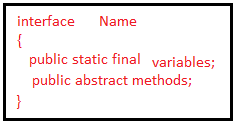 interface Name
{
public static final variables;
public abstract methods;
}